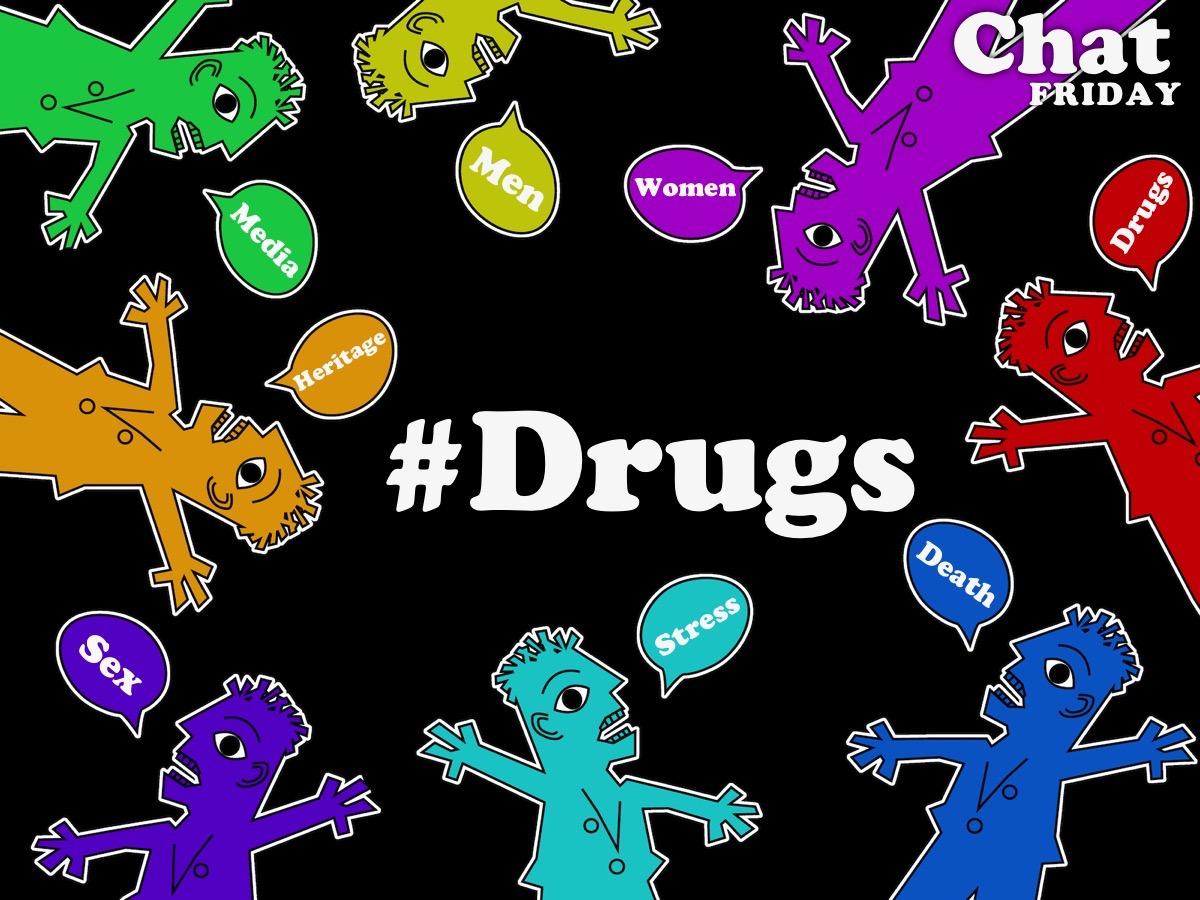 Chat
FRIDAY
Men
Women
Drugs
Media
Heritage
#Drugs
Death
Stress
Sex